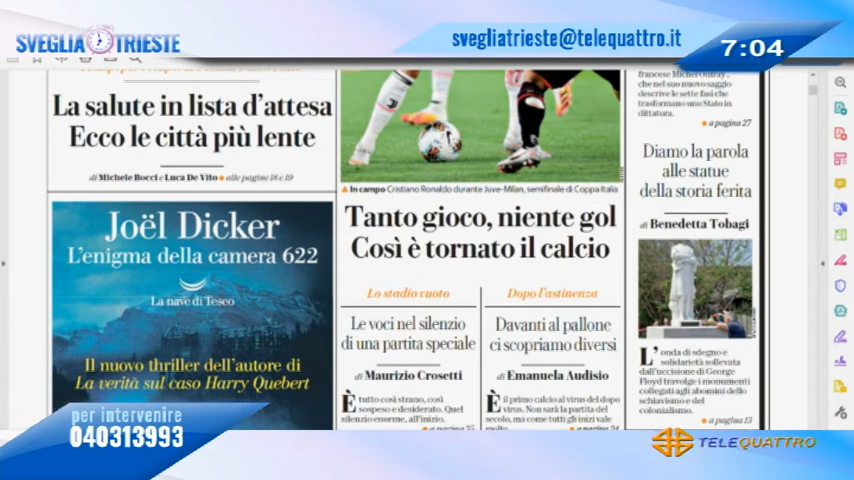 SVEGLIA TRIESTE
svegliatrieste@telequattro.it
7:04
La salute in lista d'attesa
Ecco le città più lente
di Michele Bocci e Luca De Vito • alle pagine 18 e 19
Joël Dicker
L'enigma della camera 622
La nave di Teseo
Il nuovo thriller dell'autore di
La verità sul caso Harry Quebert
▲ In campo Cristiano Ronaldo durante Juve-Milan, semifinale di Coppa Italia
Tanto gioco, niente gol
Così è tornato il calcio
Lo stadio vuoto
Le voci nel silenzio
di una partita speciale
di Maurizio Crosetti
È tutto così strano, così
sospeso e desiderato. Quel
silenzio enorme, all'inizio.
• a pagina 35
Dopo l'astinenza
Davanti al pallone
ci scopriamo diversi
di Emanuela Audisio
È il primo calcio al virus del dopo
virus. Non sarà la partita del
secolo, ma come tutti gli inizi vale
molto.
• a pagina 34
francese Michel Onfray,
che nel suo nuovo saggio
descrive le sette fasi che
trasformano uno Stato in
dittatura.
• a pagina 27
Diamo la parola
alle statue
della storia ferita
di Benedetta Tobagi
L'onda di sdegno e
solidarietà sollevata
dall'uccisione di George
Floyd travolge i monumenti
collegati agli abomini dello
schiavismo e del
colonialismo.
• a pagina 13
per intervenire
040313993
TELEQUATTRO